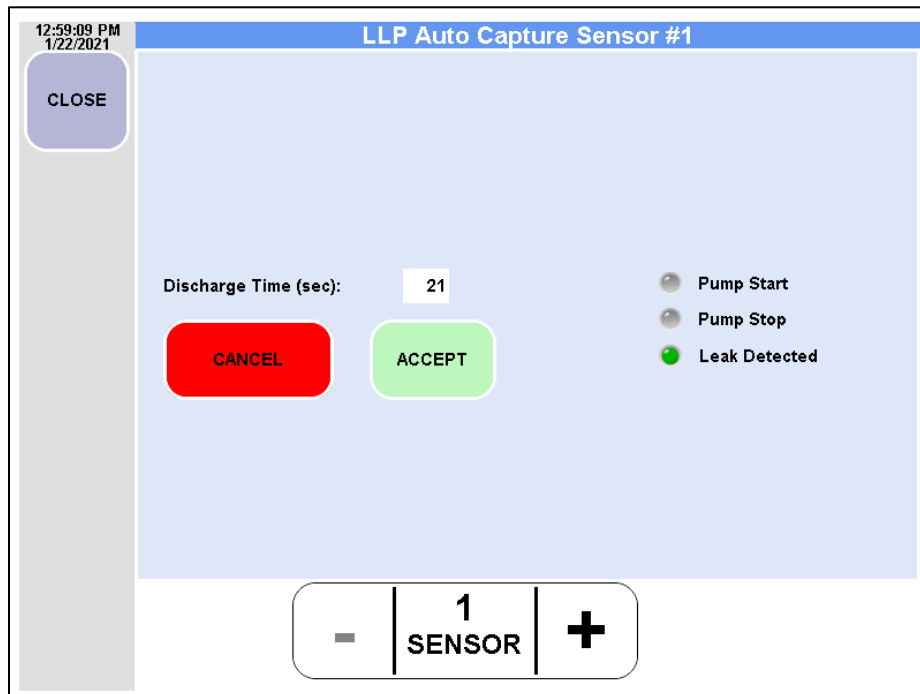 12:59:09 PM
1/22/2021
LLP Auto Capture Sensor #1
CLOSE
Discharge Time (sec): 21
Pump Start
Pump Stop
CANCEL ACCEPT Leak Detected
- 1 +
SENSOR